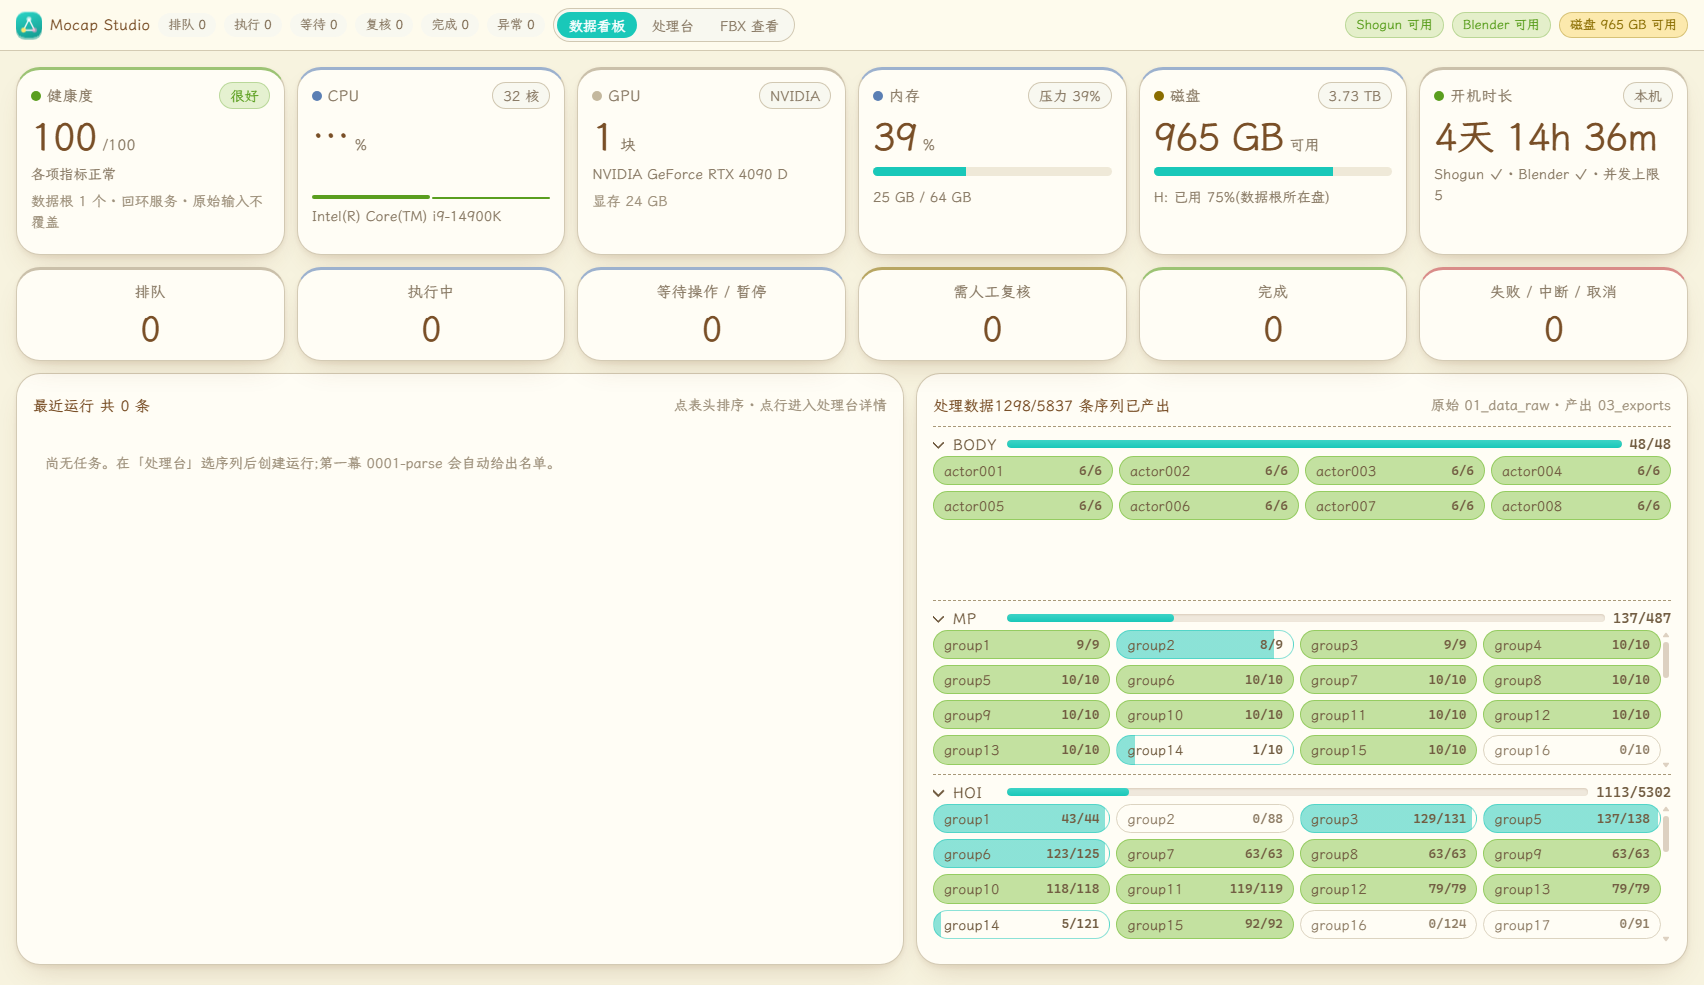 Mocap Studio 排队 0 执行 0 等待 0 复核 0 完成 0 异常 0 数据看板 处理台 FBX 查看 Shogun 可用 Blender 可用 磁盘 965 GB 可用
健康度 很好
100 /100
各项指标正常
数据根 1 个・回环服务・原始输入不
覆盖
CPU 32 核
... %
Intel(R) Core(TM) i9-14900K
GPU NVIDIA
1 块
NVIDIA GeForce RTX 4090 D
显存 24 GB
内存 压力 39%
39 %
25 GB / 64 GB
磁盘 3.73 TB
965 GB 可用
H: 已用 75%(数据根所在盘)
开机时长 本机
4天 14h 36m
Shogun ✓・Blender ✓・并发上限
5
排队
0
执行中
0
等待操作 / 暂停
0
需人工复核
0
完成
0
失败 / 中断 / 取消
0
最近运行 共 0 条 点表头排序・点行进入处理台详情
尚无任务。在「处理台」选序列后创建运行;第一幕 0001-parse 会自动给出名单。
处理数据1298/5837 条序列已产出 原始 01_data_raw・产出 03_exports
BODY 48/48
actor001 6/6 actor002 6/6 actor003 6/6 actor004 6/6
actor005 6/6 actor006 6/6 actor007 6/6 actor008 6/6
MP 137/487
group1 9/9 group2 8/9 group3 9/9 group4 10/10
group5 10/10 group6 10/10 group7 10/10 group8 10/10
group9 10/10 group10 10/10 group11 10/10 group12 10/10
group13 10/10 group14 1/10 group15 10/10 group16 0/10
HOI 1113/5302
group1 43/44 group2 0/88 group3 129/131 group5 137/138
group6 123/125 group7 63/63 group8 63/63 group9 63/63
group10 118/118 group11 119/119 group12 79/79 group13 79/79
group14 5/121 group15 92/92 group16 0/124 group17 0/91